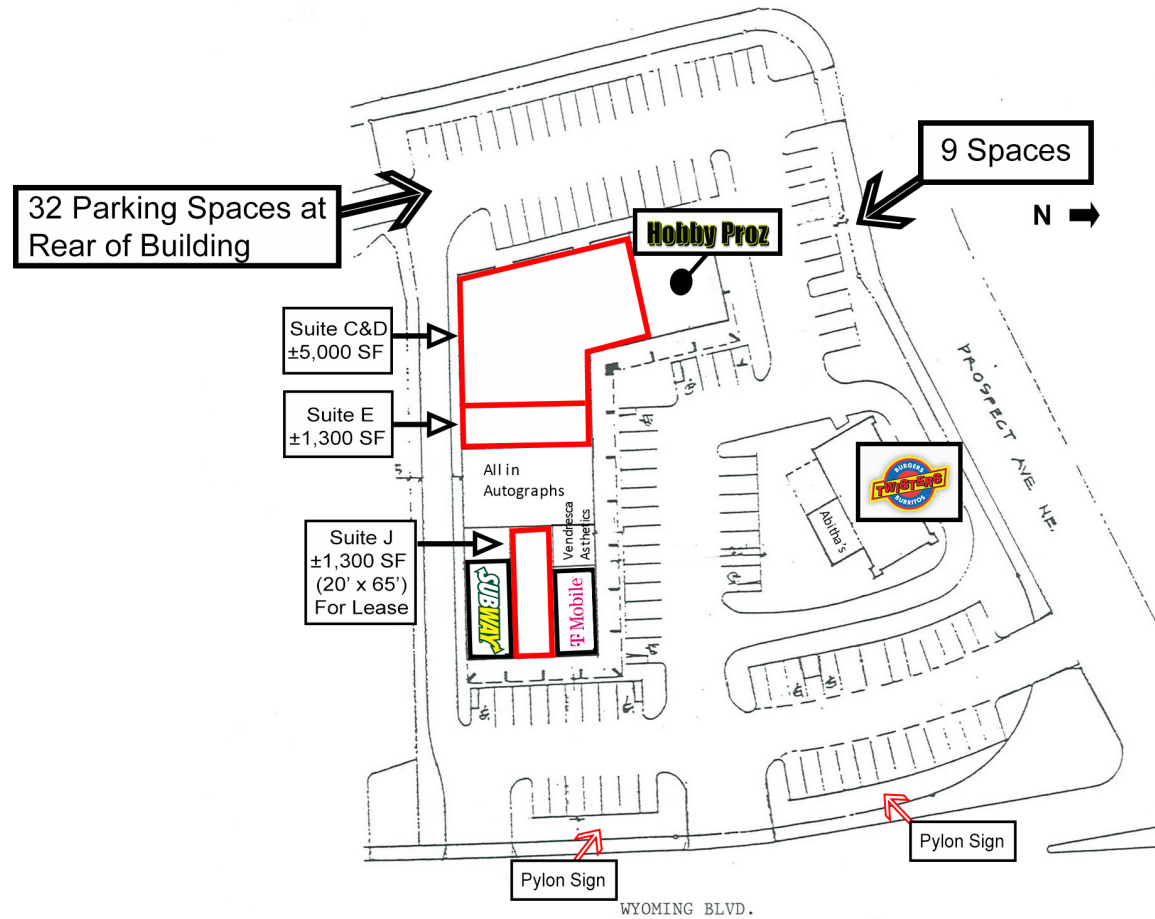 9 Spaces
32 Parking Spaces at
Rear of Building
N
Hobby Proz
Suite C&D
±5,000 SF
Suite E
±1,300 SF
PROSPECT AVE. NE.
BURGERS
TWISTERS
BURRITOS
Abitha's
5
All in
Autographs
Vendnesca
Asthetics
Suite J
±1,300 SF
(20' x 65')
For Lease
SUBWAY
T Mobile
Pylon Sign
Pylon Sign
WYOMING BLVD.